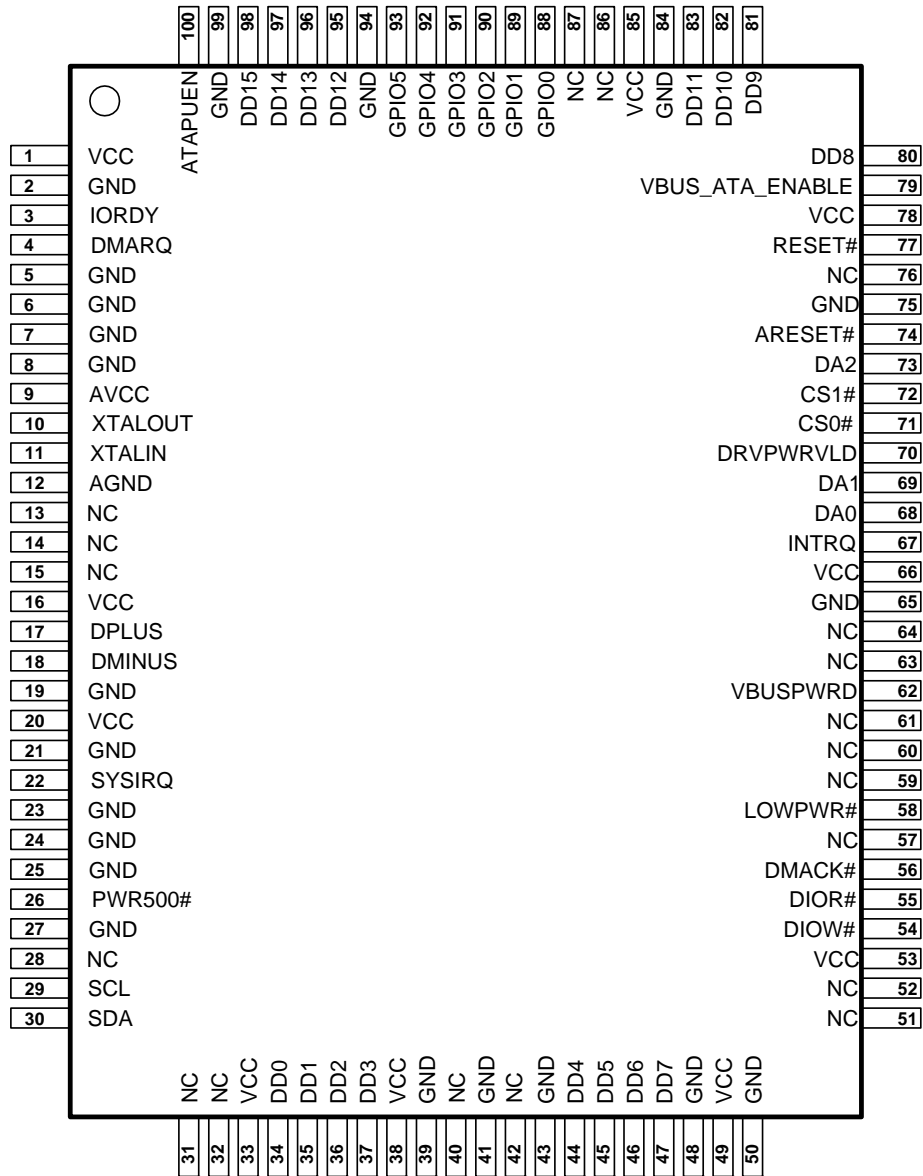 100 99 98 97 96 95 94 93 92 91 90 89 88 87 86 85 84 83 82 81
ATAPUEN GND DD15 DD14 DD13 DD12 GND GPIO5 GPIO4 GPIO3 GPIO2 GPIO1 GPIO0 NC NC VCC GND DD11 DD10 DD9
1 VCC DD8 80
2 GND VBUS_ATA_ENABLE 79
3 IORDY VCC 78
4 DMARQ RESET# 77
5 GND NC 76
6 GND GND 75
7 GND ARESET# 74
8 GND DA2 73
9 AVCC CS1# 72
10 XTALOUT CS0# 71
11 XTALIN DRVPWRVLD 70
12 AGND DA1 69
13 NC DA0 68
14 NC INTRQ 67
15 NC VCC 66
16 VCC GND 65
17 DPLUS NC 64
18 DMINUS NC 63
19 GND VBUSPWRD 62
20 VCC NC 61
21 GND NC 60
22 SYSIRQ NC 59
23 GND LOWPWR# 58
24 GND NC 57
25 GND DMACK# 56
26 PWR500# DIOR# 55
27 GND DIOW# 54
28 NC VCC 53
29 SCL NC 52
30 SDA NC 51
NC NC VCC DD0 DD1 DD2 DD3 VCC GND NC GND NC GND DD4 DD5 DD6 DD7 GND VCC GND
31 32 33 34 35 36 37 38 39 40 41 42 43 44 45 46 47 48 49 50